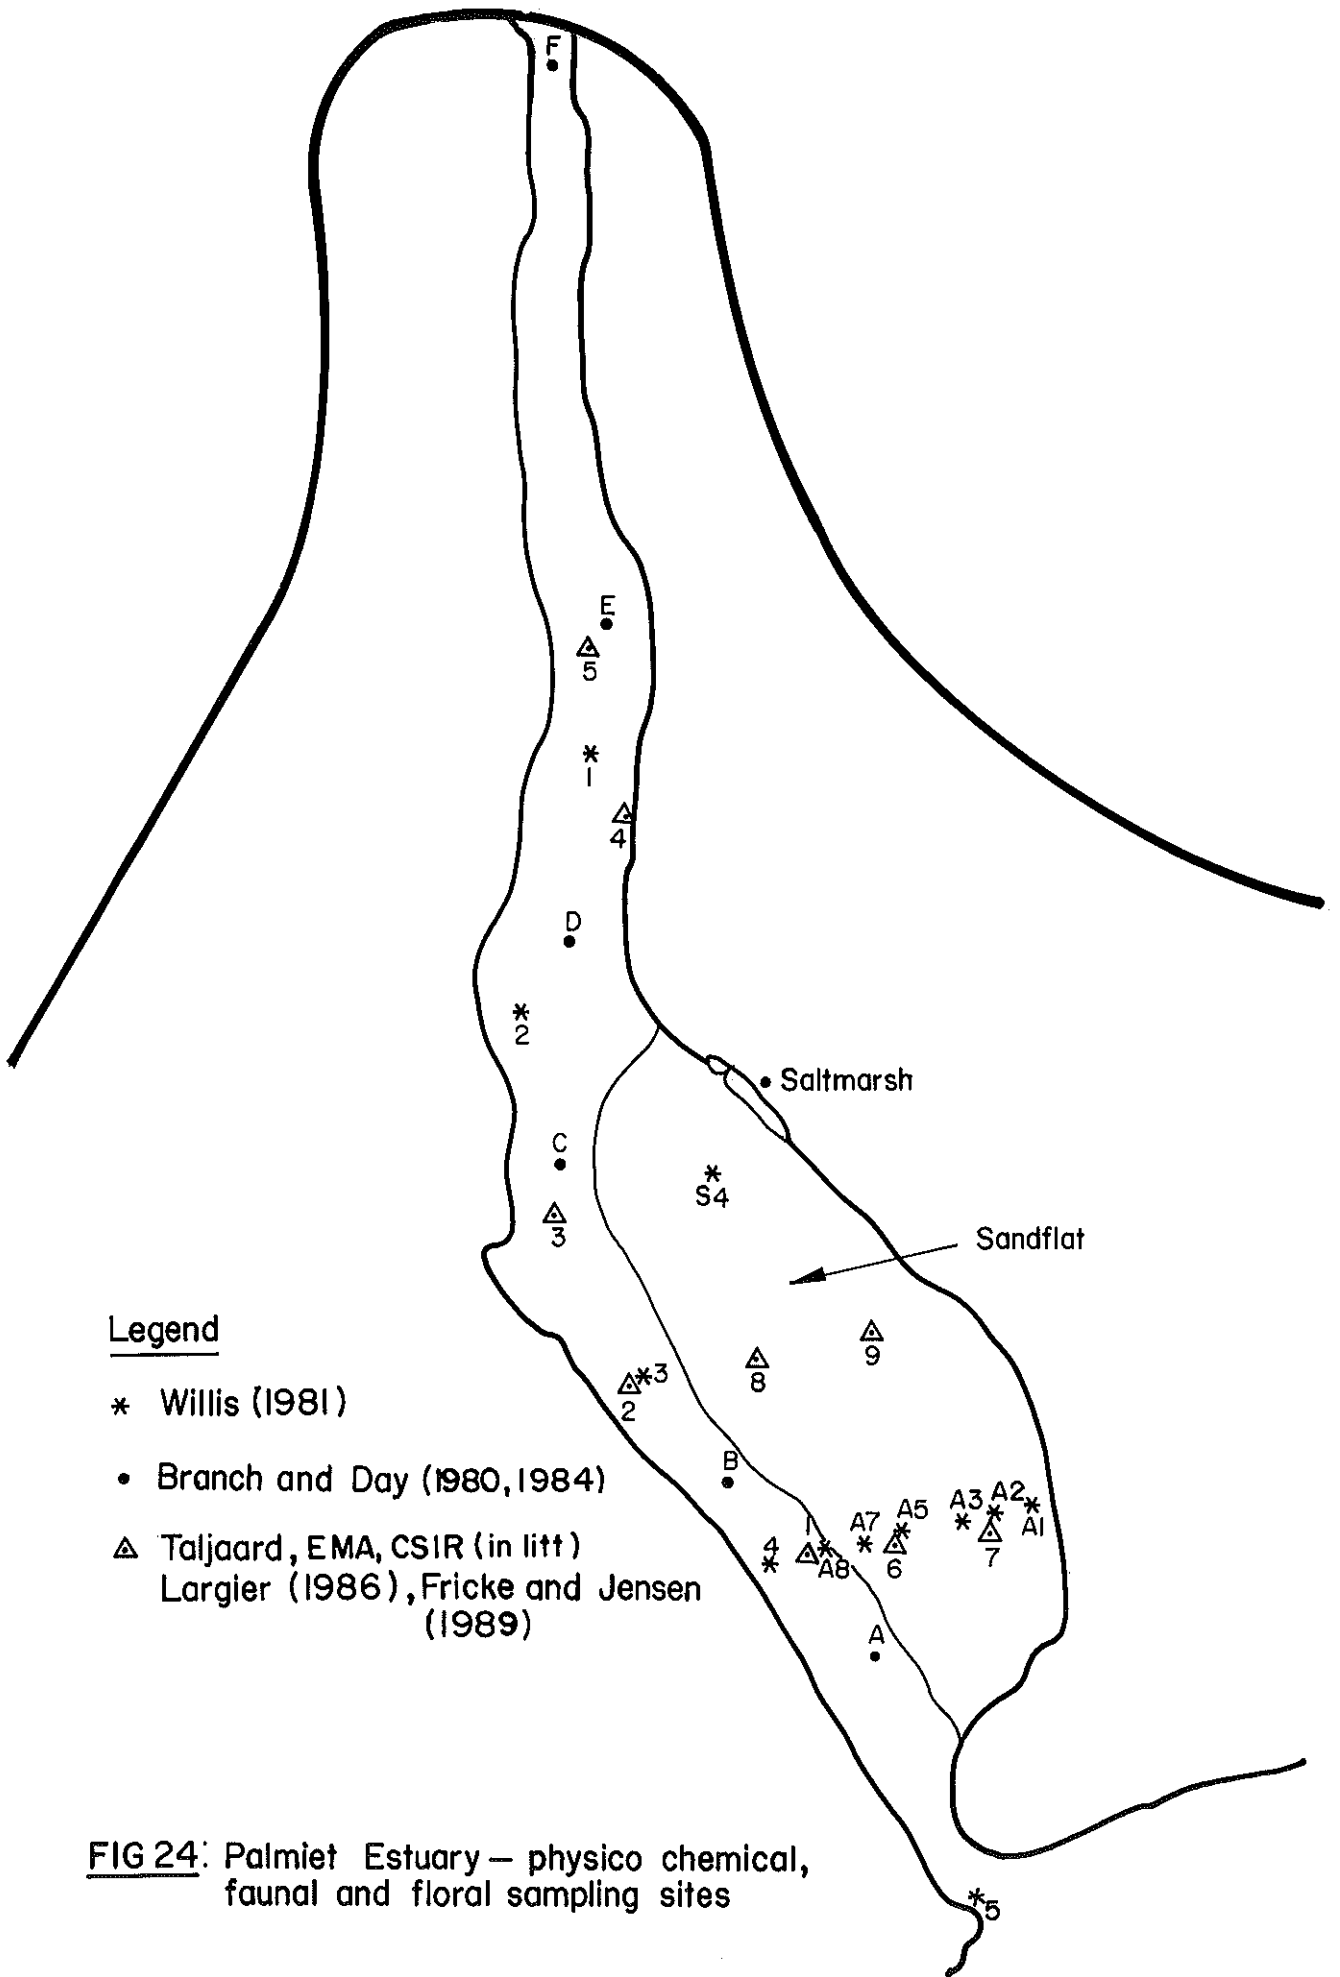 F
E
5
1
4
D
2
Saltmarsh
C
S4
3
Sandflat
9
8
3
2
B
A3 A2
A1
A5
A7
1
4
A8
6
7
A
5
Legend
* Willis (1981)
• Branch and Day (1980, 1984)
Taljaard, EMA, CSIR (in litt)
Largier (1986), Fricke and Jensen
(1989)
FIG 24: Palmiet Estuary – physico chemical,
faunal and floral sampling sites